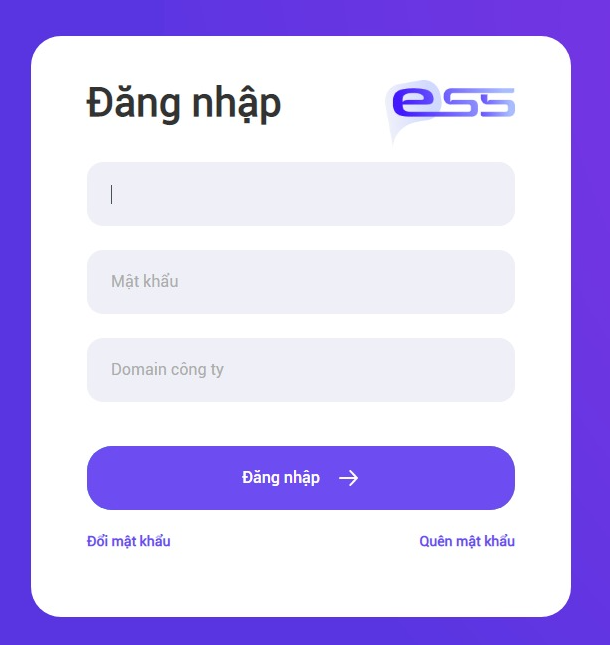 Đăng nhập
ess
Mật khẩu
Domain công ty
Đăng nhập
Đổi mật khẩu
Quên mật khẩu